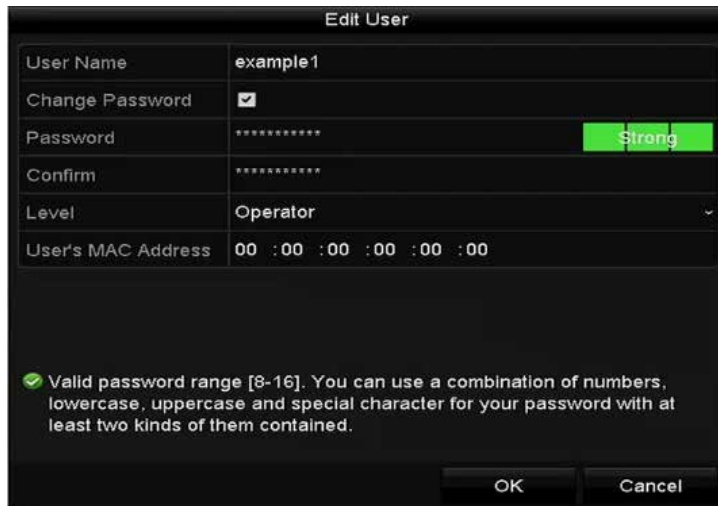 Edit User
User Name example1
Change Password
Password *********** Strong
Confirm ***********
Level Operator
User's MAC Address 00 :00 :00 :00 :00 :00
Valid password range [8-16]. You can use a combination of numbers,
lowercase, uppercase and special character for your password with at
least two kinds of them contained.
OK Cancel